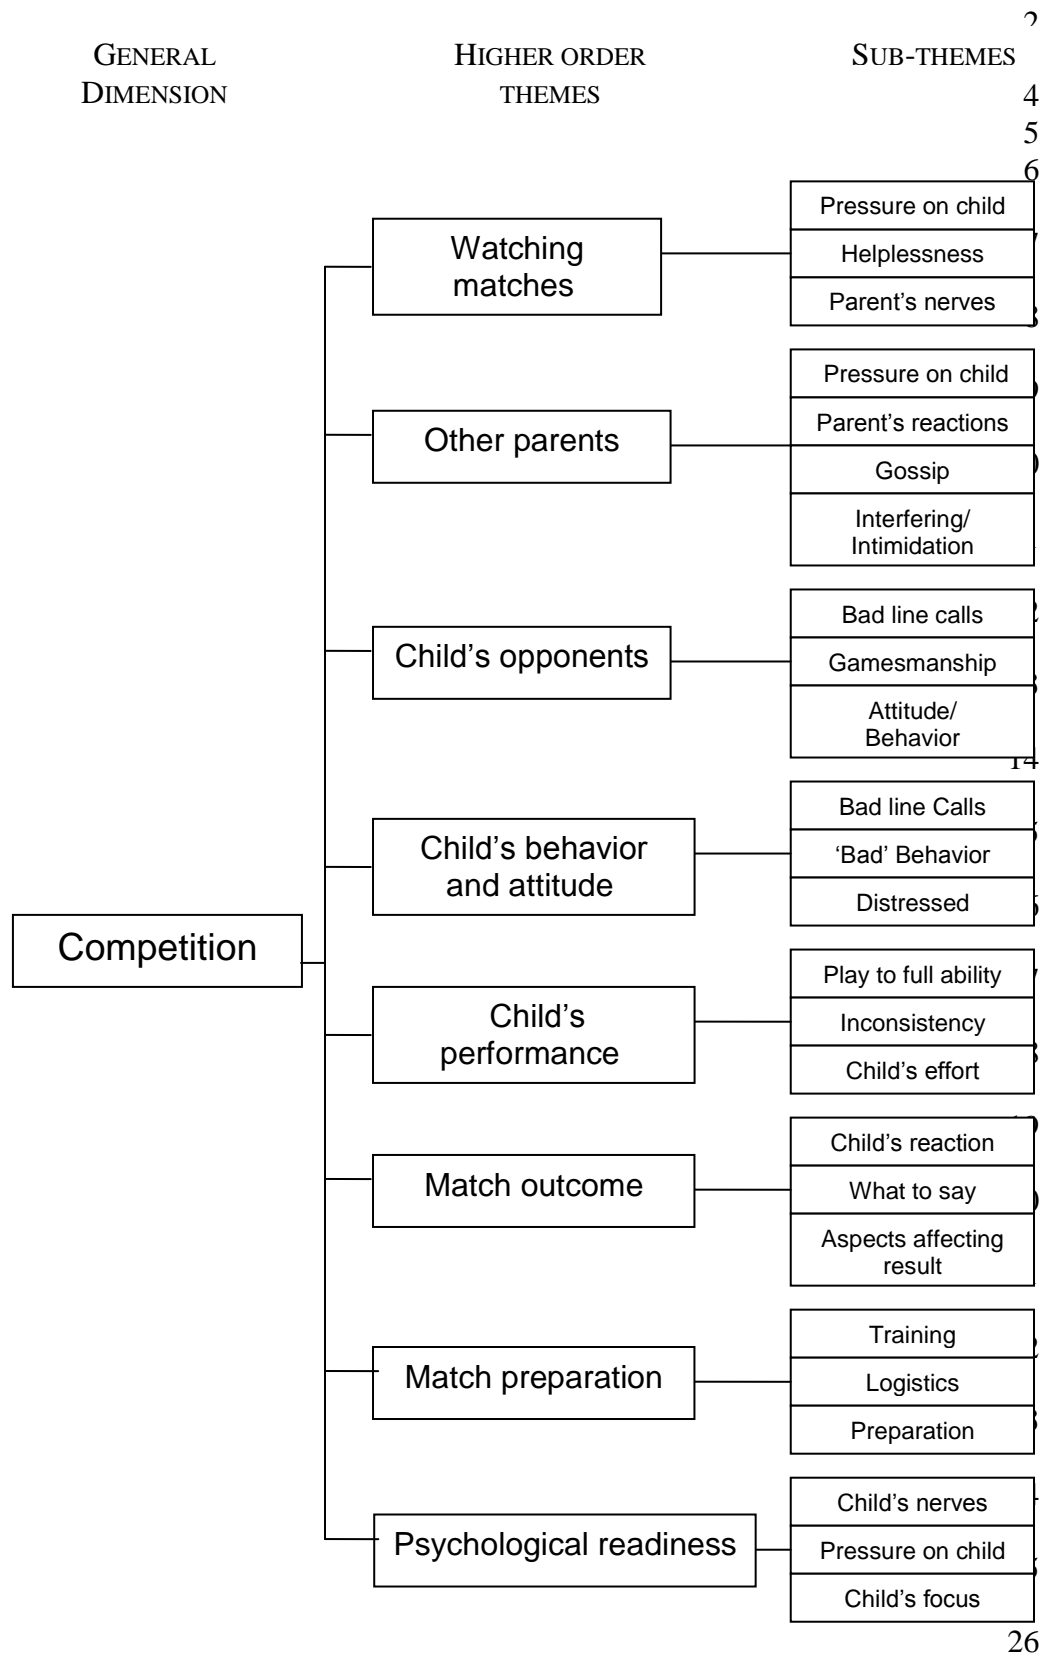 2
GENERAL
DIMENSION
HIGHER ORDER
THEMES
SUB-THEMES
4
5
6
Watching
matches
Pressure on child
Helplessness
Parent's nerves
Other parents
Pressure on child
Parent's reactions
Gossip
Interfering/
Intimidation
Child's opponents
Bad line calls
Gamesmanship
Attitude/
Behavior
14
Child's behavior
and attitude
Bad line Calls
‘Bad’ Behavior
Distressed
Competition
Child's
performance
Play to full ability
Inconsistency
Child's effort
Match outcome
Child's reaction
What to say
Aspects affecting
result
Match preparation
Training
Logistics
Preparation
Psychological readiness
Child's nerves
Pressure on child
Child's focus
26